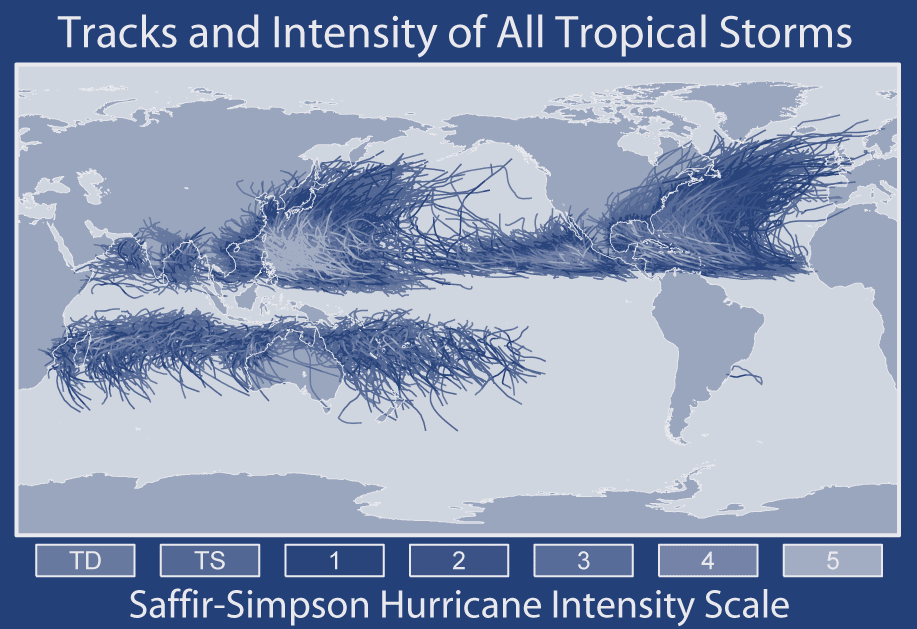 Tracks and Intensity of All Tropical Storms
TD TS 1 2 3 4 5
Saffir-Simpson Hurricane Intensity Scale